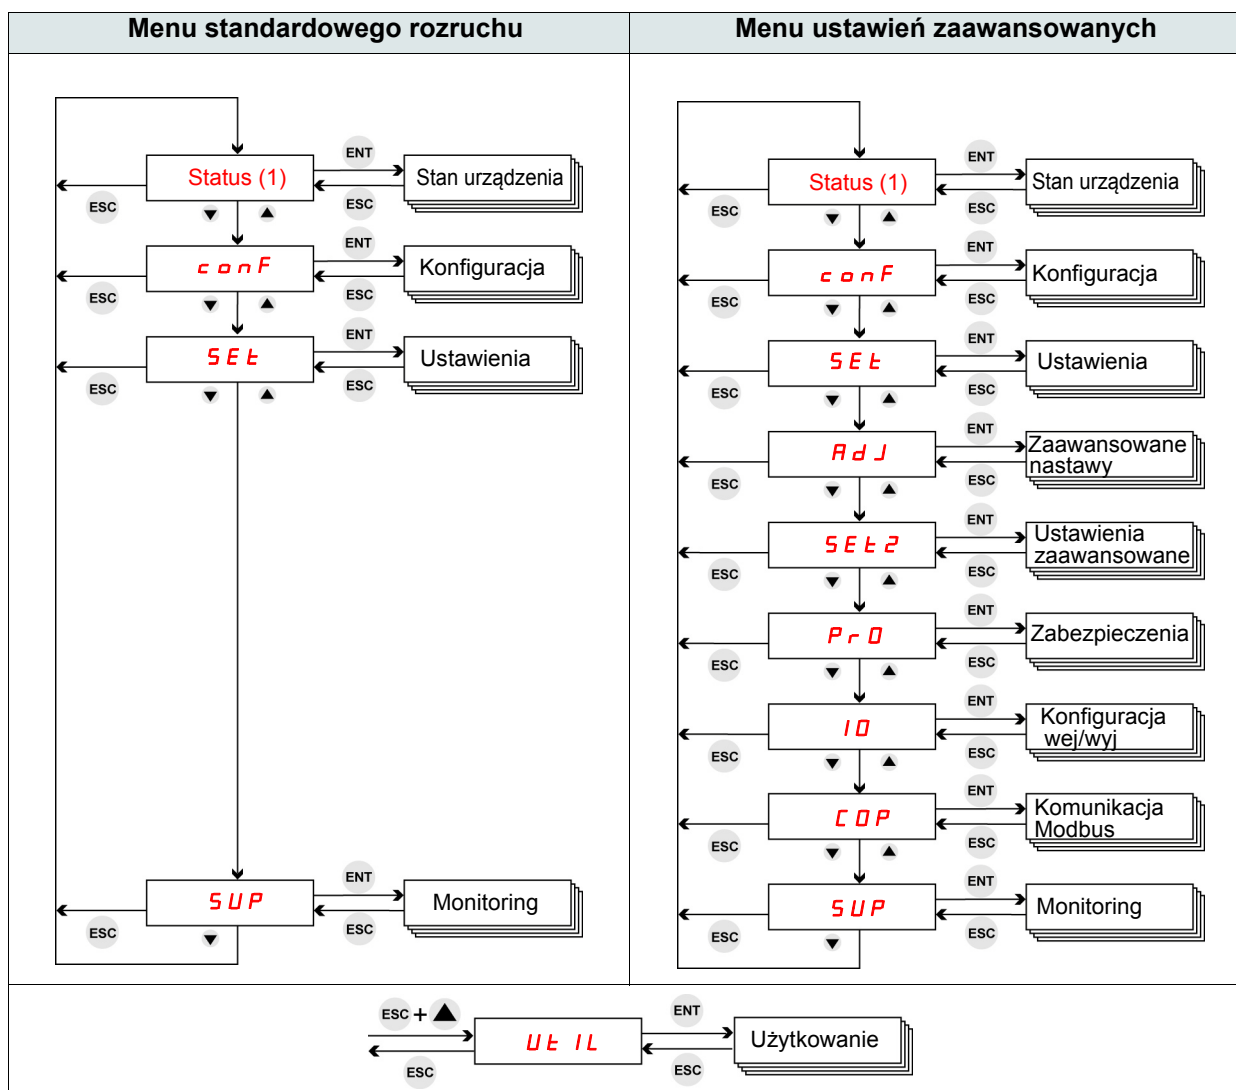 Menu standardowego rozruchu
Status (1)
ENT
ESC
ESC
Stan urządzenia
conF
ENT
ESC
ESC
Konfiguracja
SEt
ENT
ESC
ESC
Ustawienia
SUP
ENT
ESC
ESC
Monitoring
Menu ustawień zaawansowanych
Status (1)
ENT
ESC
ESC
Stan urządzenia
conF
ENT
ESC
ESC
Konfiguracja
SEt
ENT
ESC
ESC
Ustawienia
AdJ
ENT
ESC
ESC
Zaawansowane
nastawy
SEt2
ENT
ESC
ESC
Ustawienia
zaawansowane
PrO
ENT
ESC
ESC
Zabezpieczenia
IO
ENT
ESC
ESC
Konfiguracja
wej/wyj
COP
ENT
ESC
ESC
Komunikacja
Modbus
SUP
ENT
ESC
ESC
Monitoring
ESC +
ESC
UtIL
ENT
ESC
Użytkowanie